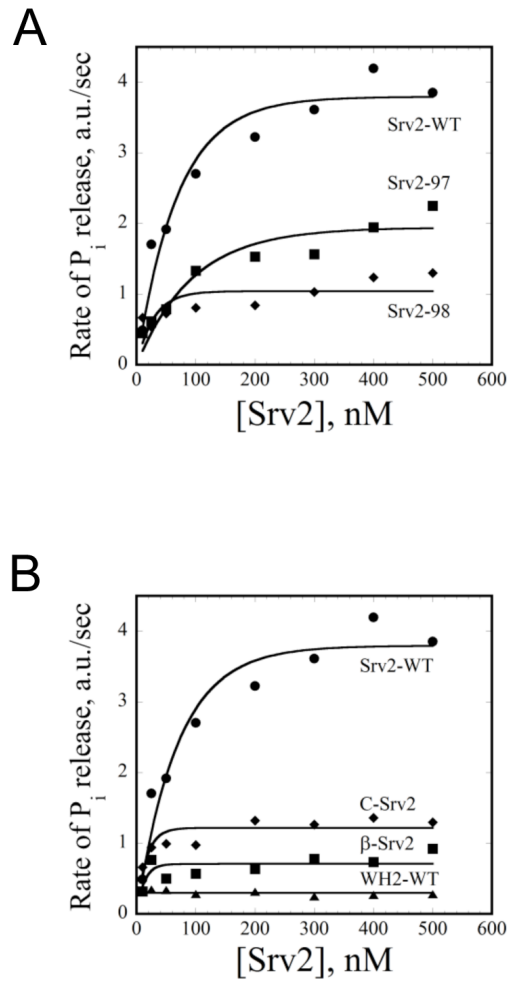 A
Rate of Pi release, a.u./sec
4
3
2
1
0
Srv2-WT
Srv2-97
Srv2-98
0 100 200 300 400 500 600
[Srv2], nM
B
Rate of Pi release, a.u./sec
4
3
2
1
0
Srv2-WT
C-Srv2
β-Srv2
WH2-WT
0 100 200 300 400 500 600
[Srv2], nM